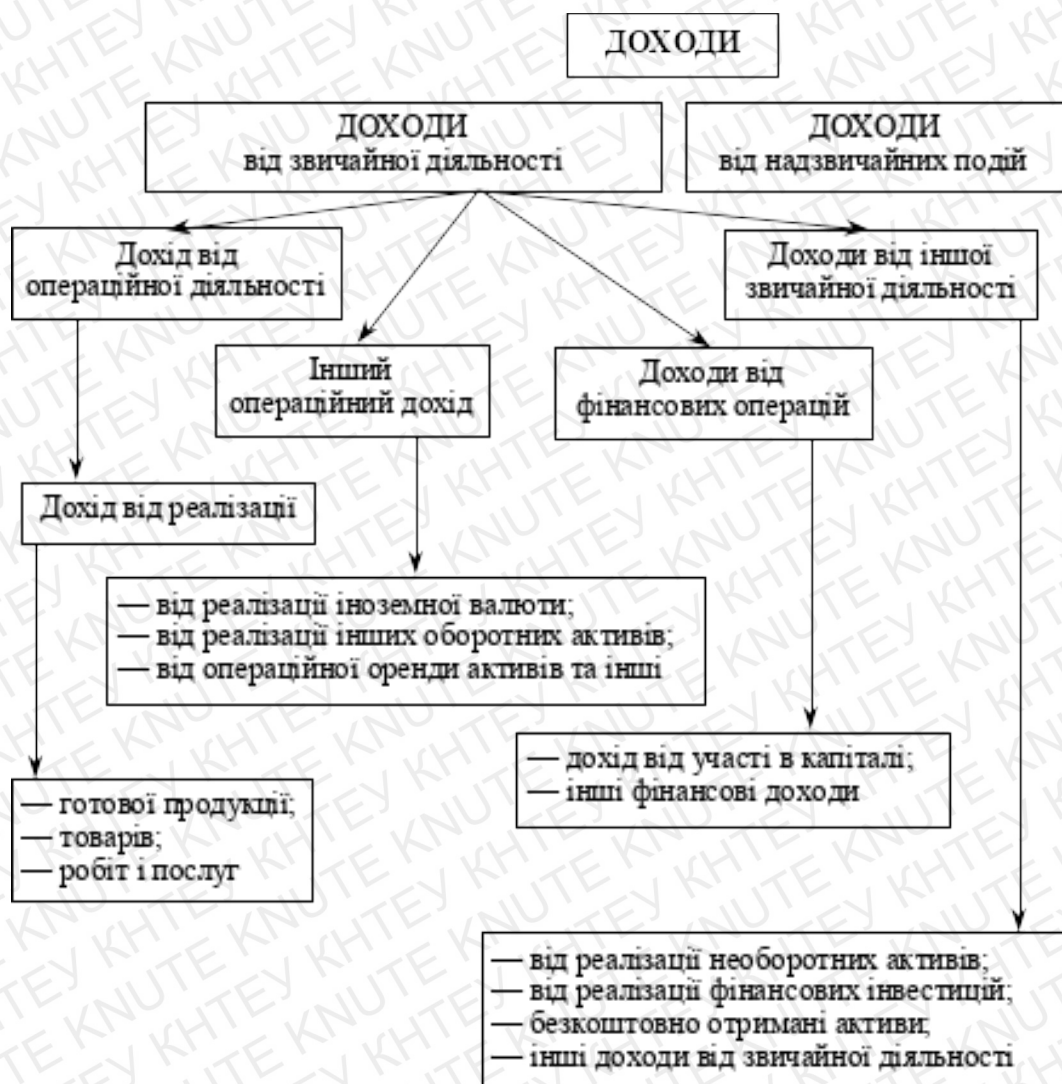 ДОХОДИ
ДОХОДИ
від звичайної діяльності
ДОХОДИ
від надзвичайних подій
Дохід від
операційної діяльності
Доходи від іншої
звичайної діяльності
Інший
операційний дохід
Доходи від
фінансових операцій
Дохід від реалізації
— від реалізації іноземної валюти;
— від реалізації інших оборотних активів;
— від операційної оренди активів та інші
— дохід від участі в капіталі;
— інші фінансові доходи
— готової продукції;
— товарів;
— робіт і послуг
— від реалізації необоротних активів;
— від реалізації фінансових інвестицій;
— безкоштовно отримані активи;
— інші доходи від звичайної діяльності